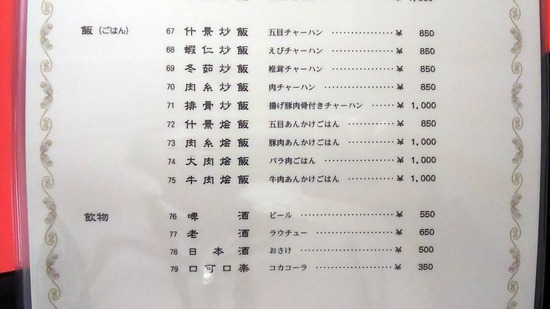 1,000
飯（ごはん） 67 什景炒飯 五目チャーハン ………………… ￥ 850
68 蝦仁炒飯 えびチャーハン ………………… ￥ 850
69 冬茹炒飯 椎茸チャーハン ………………… ￥ 850
70 肉糸炒飯 肉チャーハン ………………… ￥ 850
71 排骨炒飯 揚げ豚肉骨付きチャーハン ………… ￥ 1,000
72 什景燴飯 五目あんかけごはん ………………… ￥ 850
73 肉糸燴飯 豚肉あんかけごはん ………………… ￥ 1,000
74 大肉燴飯 バラ肉ごはん ………………… ￥ 1,000
75 牛肉燴飯 牛肉あんかけごはん ………………… ￥ 1,000
飲物 76 啤酒 ビール ………………… ￥ 550
77 老酒 ラウチュー ………………… ￥ 650
78 日本酒 おさけ ………………… ￥ 500
79 口可口楽 コカコーラ ………………… ￥ 350